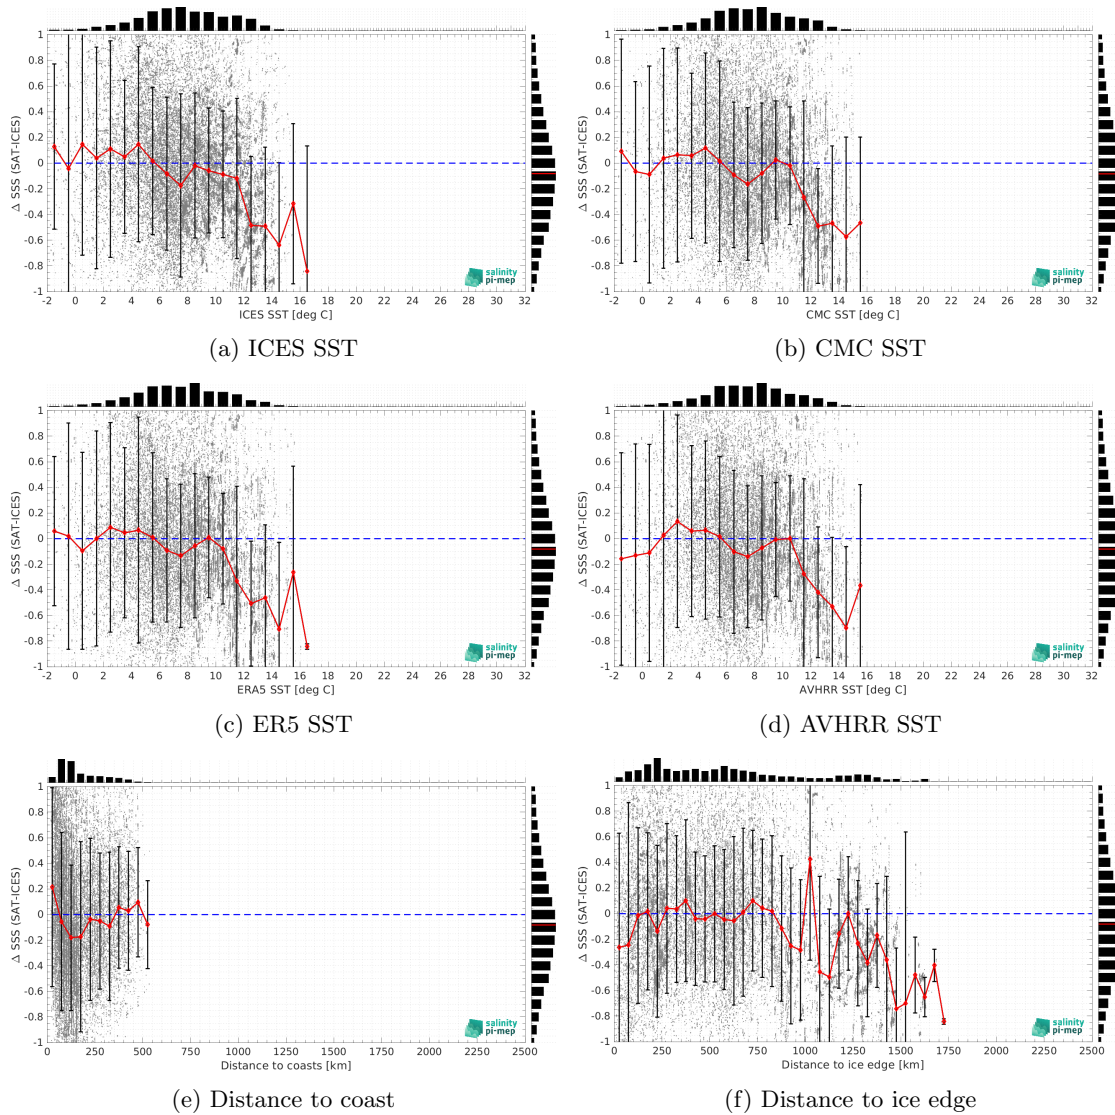 1
0.8
0.6
0.4
0.2
0
-0.2
-0.4
-0.6
-0.8
-1
Δ SSS (SAT-ICES)
salinity
pi-mep
-2 0 2 4 6 8 10 12 14 16 18 20 22 24 26 28 30 32
ICES SST [deg C]
(a) ICES SST
1
0.8
0.6
0.4
0.2
0
-0.2
-0.4
-0.6
-0.8
-1
Δ SSS (SAT-ICES)
salinity
pi-mep
-2 0 2 4 6 8 10 12 14 16 18 20 22 24 26 28 30 32
CMC SST [deg C]
(b) CMC SST
1
0.8
0.6
0.4
0.2
0
-0.2
-0.4
-0.6
-0.8
-1
Δ SSS (SAT-ICES)
salinity
pi-mep
-2 0 2 4 6 8 10 12 14 16 18 20 22 24 26 28 30 32
ERA5 SST [deg C]
(c) ER5 SST
1
0.8
0.6
0.4
0.2
0
-0.2
-0.4
-0.6
-0.8
-1
Δ SSS (SAT-ICES)
salinity
pi-mep
-2 0 2 4 6 8 10 12 14 16 18 20 22 24 26 28 30 32
AVHRR SST [deg C]
(d) AVHRR SST
1
0.8
0.6
0.4
0.2
0
-0.2
-0.4
-0.6
-0.8
-1
Δ SSS (SAT-ICES)
salinity
pi-mep
0 250 500 750 1000 1250 1500 1750 2000 2250 2500
Distance to coasts [km]
(e) Distance to coast
1
0.8
0.6
0.4
0.2
0
-0.2
-0.4
-0.6
-0.8
-1
Δ SSS (SAT-ICES)
salinity
pi-mep
0 250 500 750 1000 1250 1500 1750 2000 2250 2500
Distance to ice edge [km]
(f) Distance to ice edge